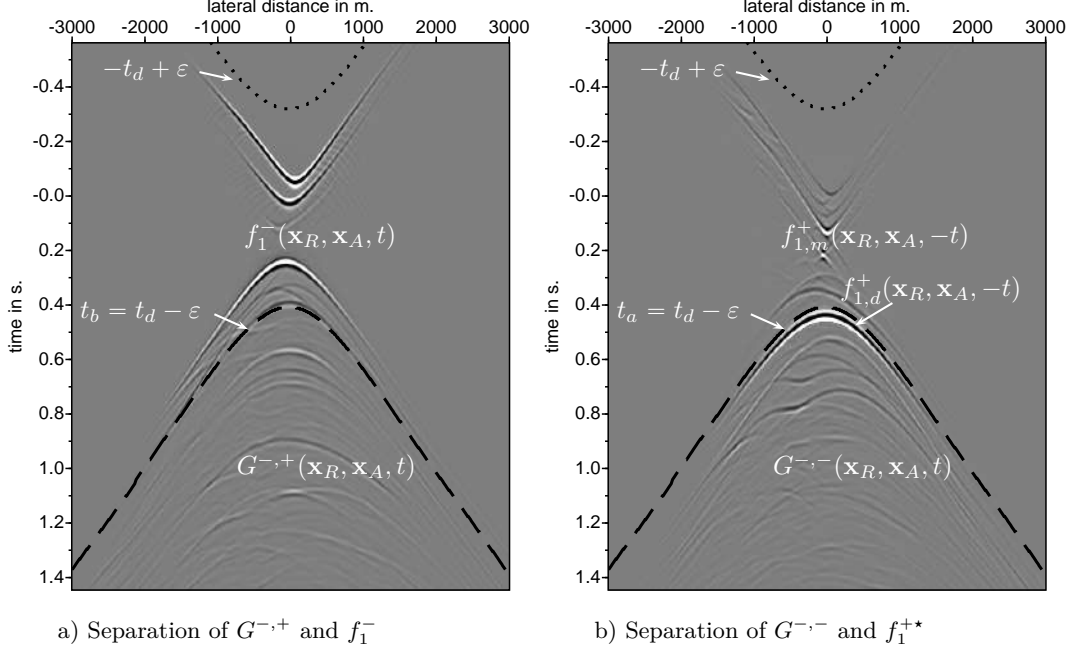 lateral distance in m.
-3000 -2000 -1000 0 1000 2000 3000
time in s.
-0.4
-0.2
-0.0
0.2
0.4
0.6
0.8
1.0
1.2
1.4
−t_d + ε
f_1^−(x_R, x_A, t)
t_b = t_d − ε
G^{−,+}(x_R, x_A, t)
a) Separation of G^{−,+} and f_1^−
lateral distance in m.
-3000 -2000 -1000 0 1000 2000 3000
time in s.
-0.4
-0.2
-0.0
0.2
0.4
0.6
0.8
1.0
1.2
1.4
−t_d + ε
f_{1,m}^+(x_R, x_A, −t)
f_{1,d}^+(x_R, x_A, −t)
t_a = t_d − ε
G^{−,−}(x_R, x_A, t)
b) Separation of G^{−,−} and f_1^{+⋆}